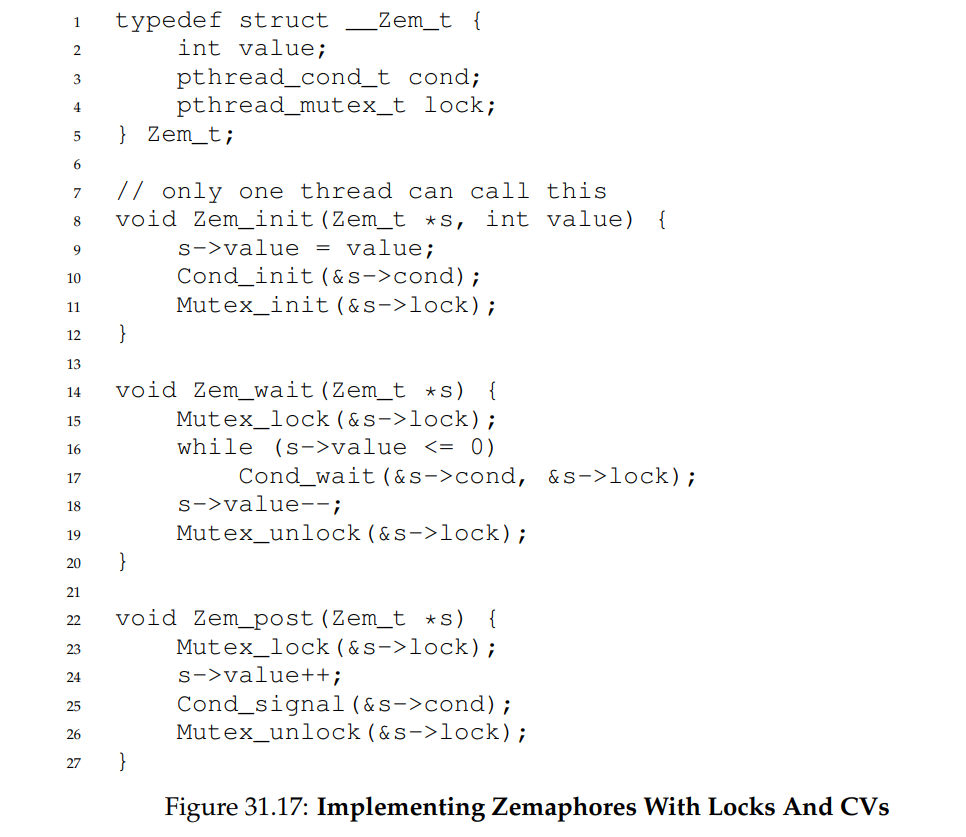 1 typedef struct __Zem_t {
2     int value;
3     pthread_cond_t cond;
4     pthread_mutex_t lock;
5 } Zem_t;
6
7 // only one thread can call this
8 void Zem_init(Zem_t *s, int value) {
9     s->value = value;
10     Cond_init(&s->cond);
11     Mutex_init(&s->lock);
12 }
13
14 void Zem_wait(Zem_t *s) {
15     Mutex_lock(&s->lock);
16     while (s->value <= 0)
17         Cond_wait(&s->cond, &s->lock);
18     s->value--;
19     Mutex_unlock(&s->lock);
20 }
21
22 void Zem_post(Zem_t *s) {
23     Mutex_lock(&s->lock);
24     s->value++;
25     Cond_signal(&s->cond);
26     Mutex_unlock(&s->lock);
27 }
Figure 31.17: Implementing Zemaphores With Locks And CVs